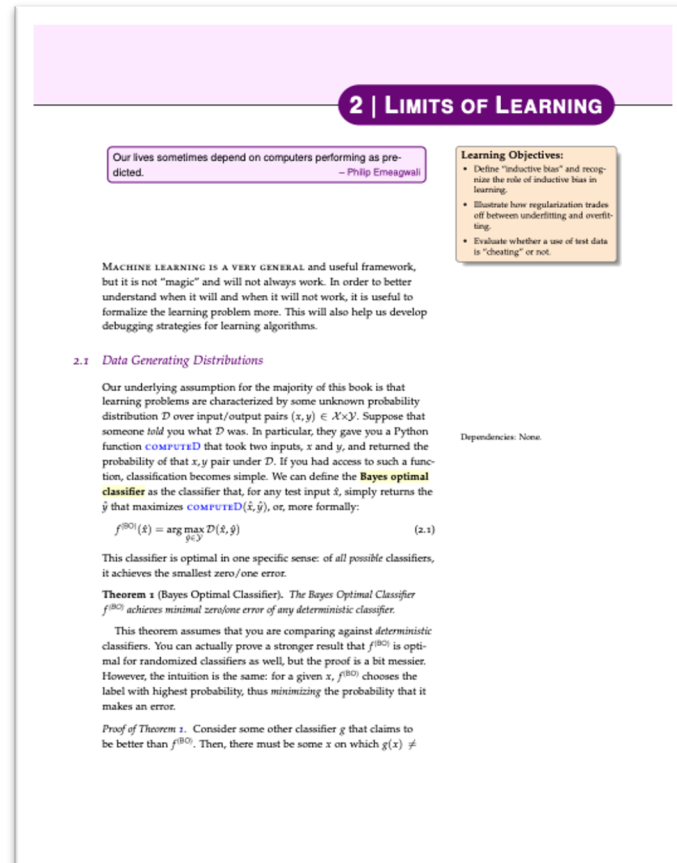 2 | LIMITS OF LEARNING
Our lives sometimes depend on computers performing as pre-
dicted. – Philip Emeagwali
Learning Objectives:
• Define “inductive bias” and recog-
nize the role of inductive bias in
learning.
• Illustrate how regularization trades
off between underfitting and overfit-
ting.
• Evaluate whether a use of test data
is “cheating” or not.
MACHINE LEARNING IS A VERY GENERAL and useful framework,
but it is not “magic” and will not always work. In order to better
understand when it will and when it will not work, it is useful to
formalize the learning problem more. This will also help us develop
debugging strategies for learning algorithms.
2.1 Data Generating Distributions
Our underlying assumption for the majority of this book is that
learning problems are characterized by some unknown probability
distribution D over input/output pairs (x, y) ∈ X×Y. Suppose that
someone told you what D was. In particular, they gave you a Python
function COMPUTED that took two inputs, x and y, and returned the
probability of that x, y pair under D. If you had access to such a func-
tion, classification becomes simple. We can define the Bayes optimal
classifier as the classifier that, for any test input x̂, simply returns the
ŷ that maximizes COMPUTED(x̂, ŷ), or, more formally:
f^(BO)(x̂) = arg max_{ŷ∈Y} D(x̂, ŷ) (2.1)
This classifier is optimal in one specific sense: of all possible classifiers,
it achieves the smallest zero/one error.
Theorem 1 (Bayes Optimal Classifier). The Bayes Optimal Classifier
f^(BO) achieves minimal zero/one error of any deterministic classifier.
This theorem assumes that you are comparing against deterministic
classifiers. You can actually prove a stronger result that f^(BO) is opti-
mal for randomized classifiers as well, but the proof is a bit messier.
However, the intuition is the same: for a given x, f^(BO) chooses the
label with highest probability, thus minimizing the probability that it
makes an error.
Proof of Theorem 1. Consider some other classifier g that claims to
be better than f^(BO). Then, there must be some x on which g(x) ≠
Dependencies: None.